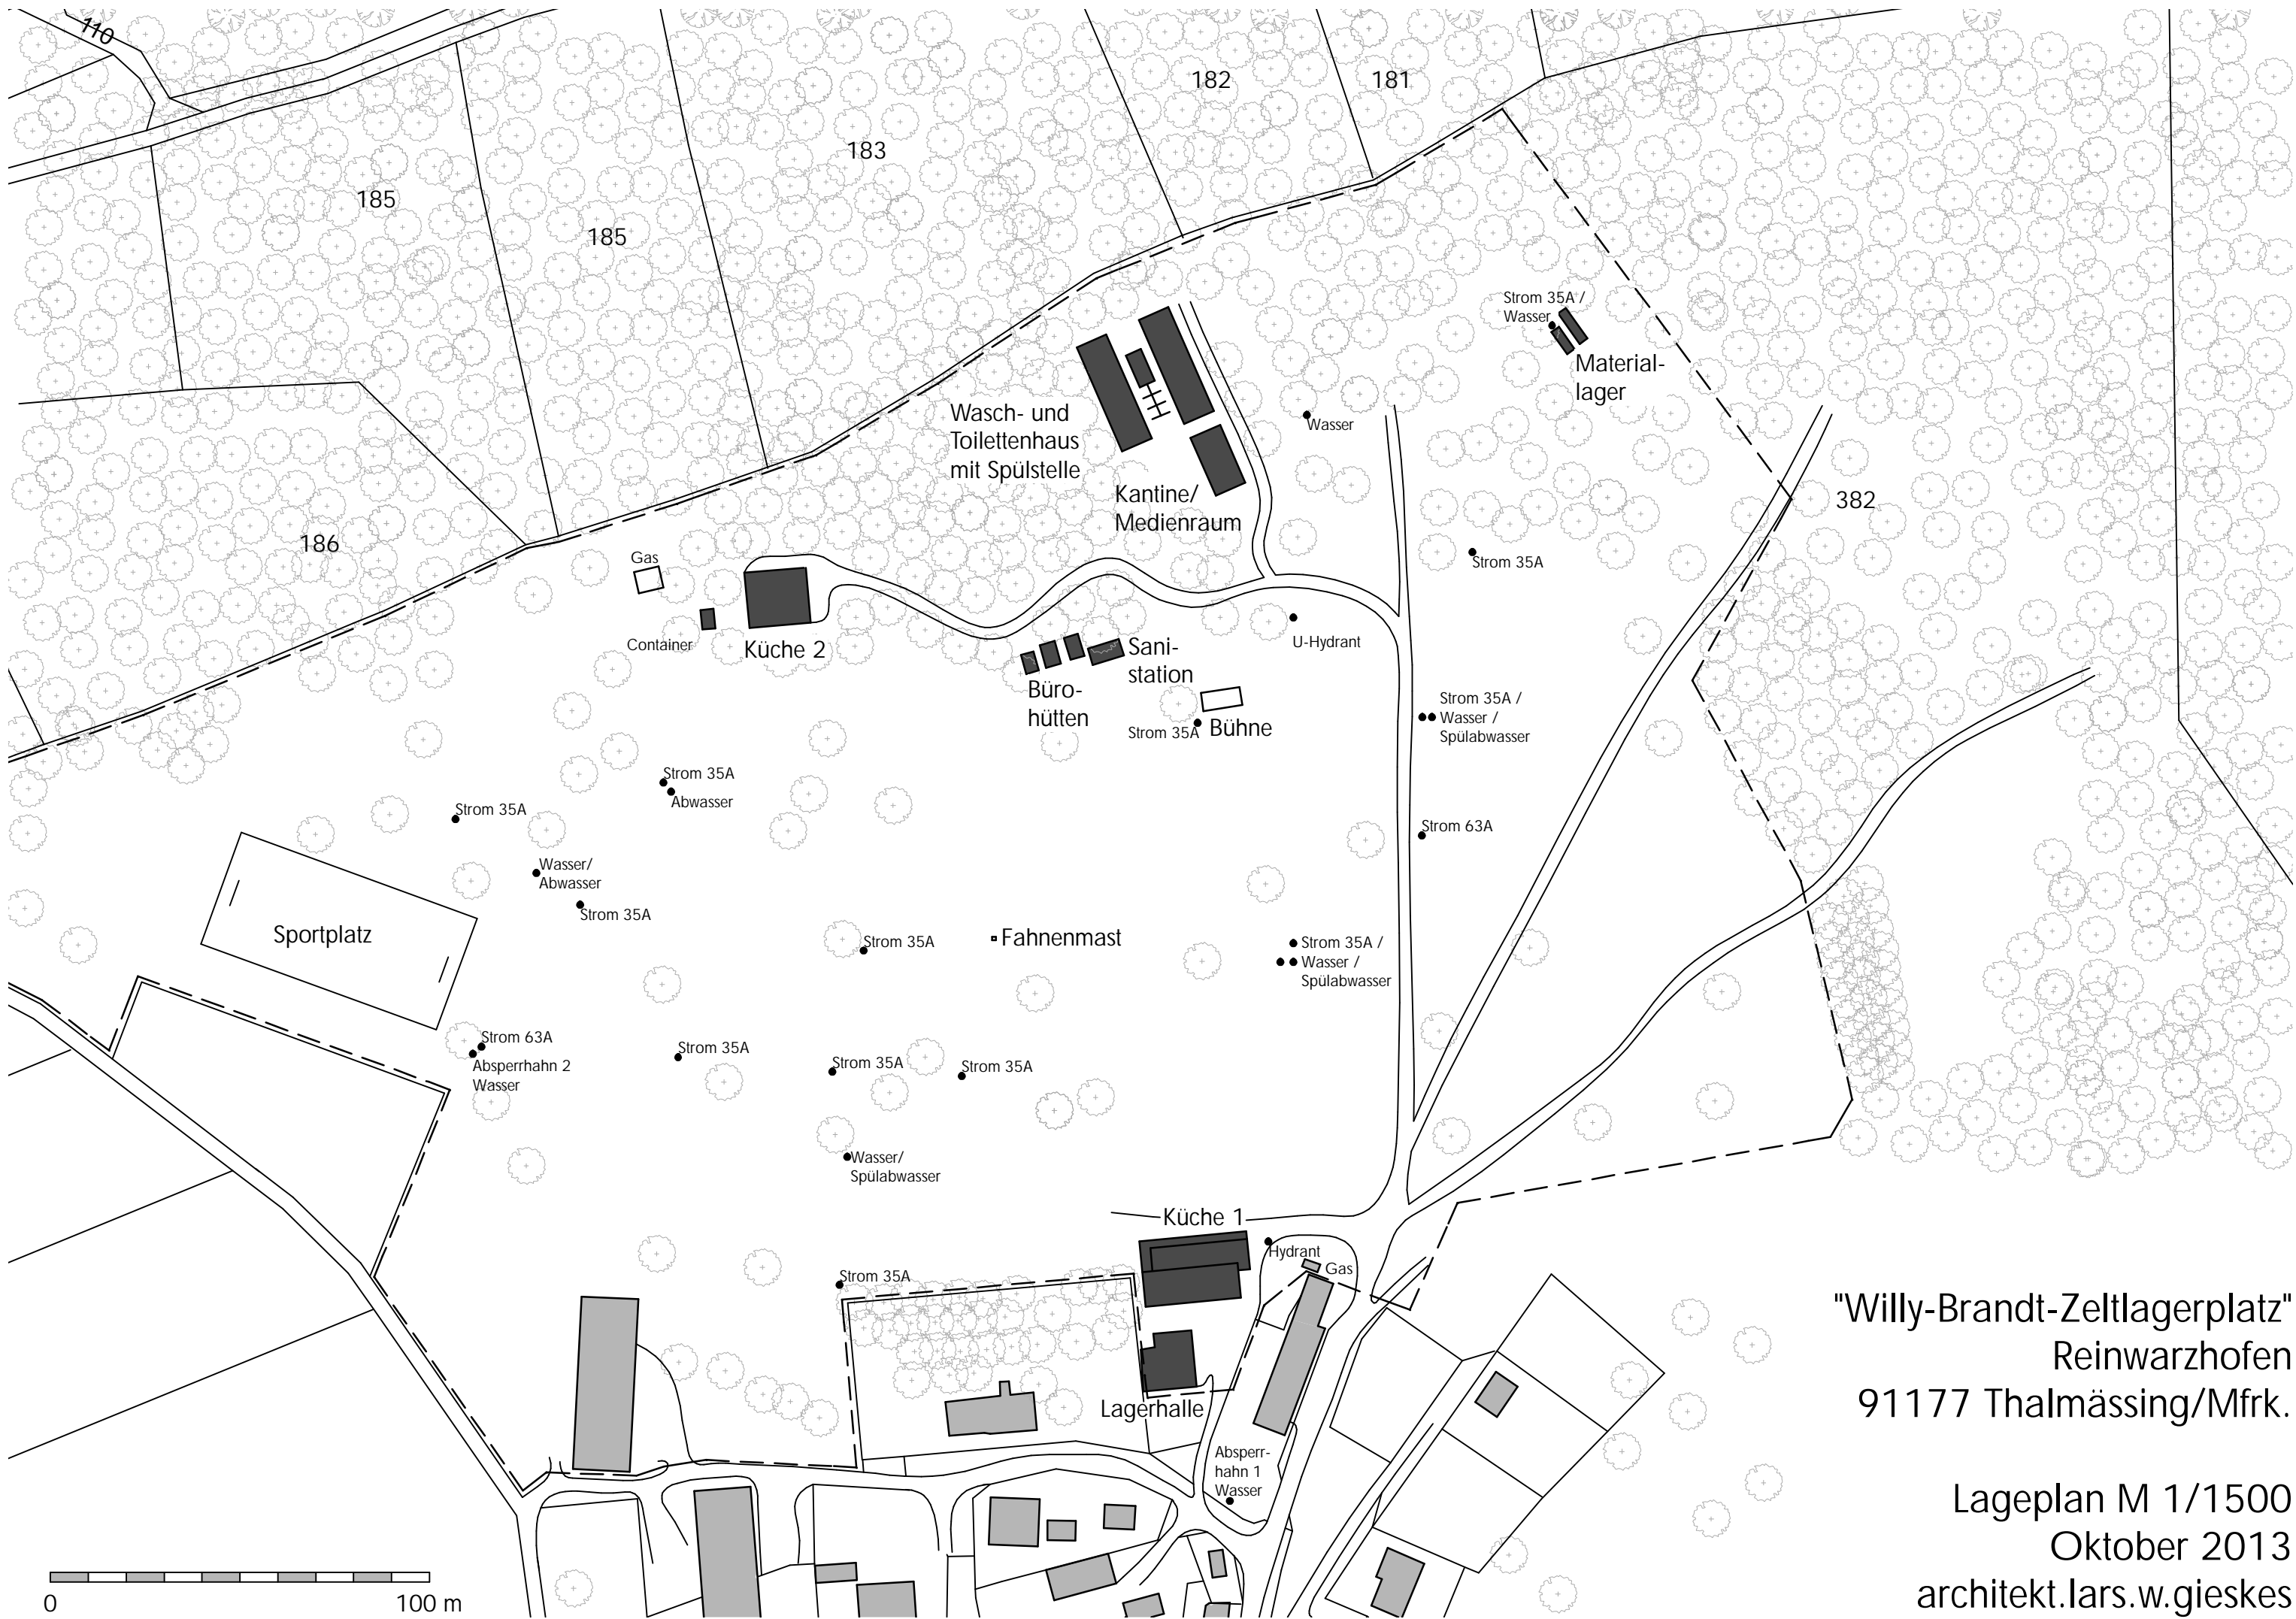 110
182
181
183
185
185
186
382
Strom 35A /
Wasser
Material-
lager
Wasch- und
Toilettenhaus
mit Spülstelle
Wasser
Kantine/
Medienraum
Gas
Strom 35A
Container
Küche 2
Sani-
station
U-Hydrant
Büro-
hütten
Strom 35A
Bühne
Strom 35A /
Wasser /
Spülabwasser
Strom 35A
Abwasser
Strom 35A
Strom 63A
Wasser/
Abwasser
Strom 35A
Sportplatz
Strom 35A
Fahnenmast
Strom 35A /
Wasser /
Spülabwasser
Strom 63A
Absperrhahn 2
Wasser
Strom 35A
Strom 35A
Strom 35A
Wasser/
Spülabwasser
Küche 1
Hydrant
Gas
Strom 35A
Lagerhalle
Absperr-
hahn 1
Wasser
"Willy-Brandt-Zeltlagerplatz"
Reinwarzhofen
91177 Thalmässing/Mfrk.
Lageplan M 1/1500
Oktober 2013
architekt.lars.w.gieskes
0
100 m